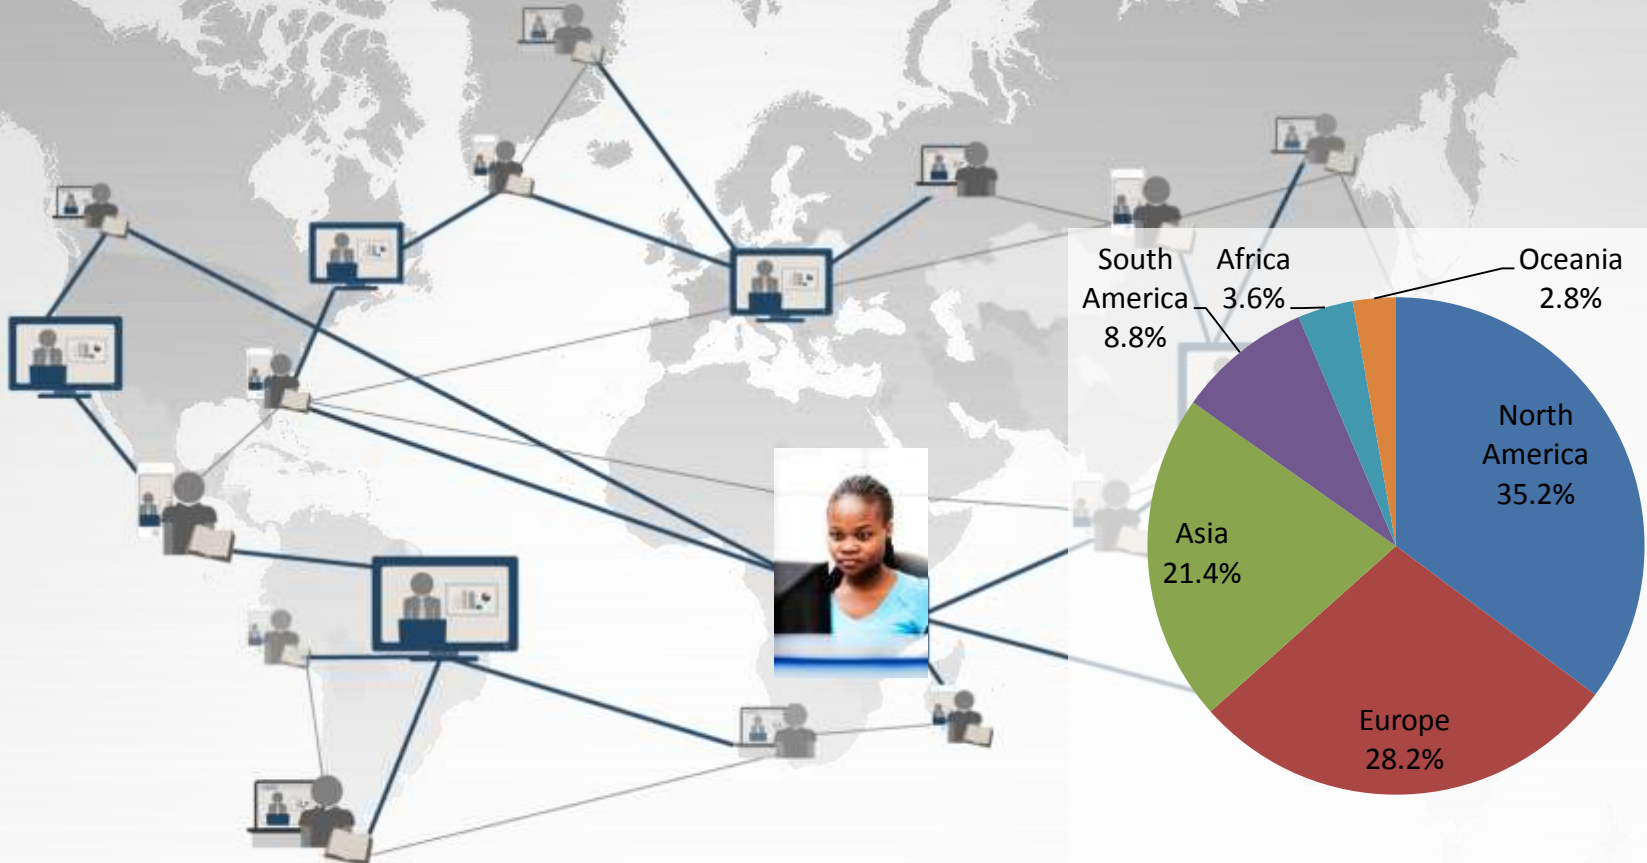 South
America
8.8%
Africa
3.6%
Oceania
2.8%
North
America
35.2%
Asia
21.4%
Europe
28.2%